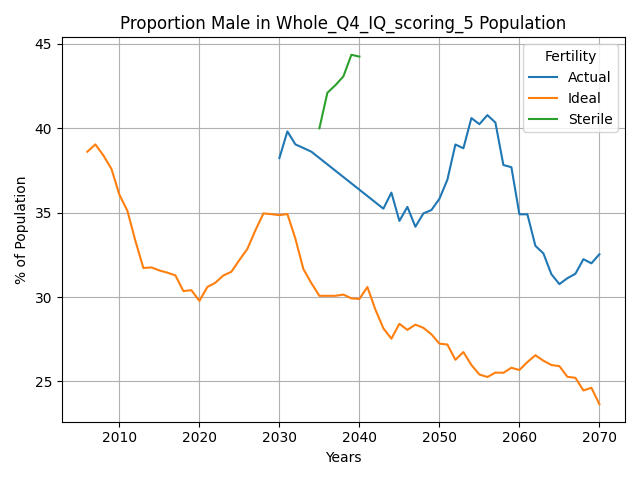 Proportion Male in Whole_Q4_IQ_scoring_5 Population
45
40
35
30
25
% of Population
Fertility
Actual
Ideal
Sterile
2010 2020 2030 2040 2050 2060 2070
Years